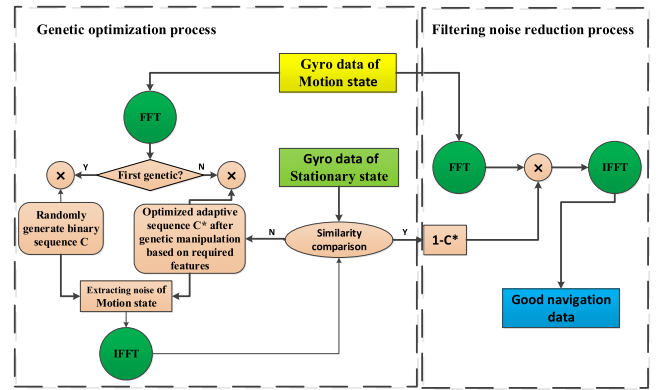 Genetic optimization process
Filtering noise reduction process
Gyro data of
Motion state
FFT
First genetic?
Y
N
×
×
Gyro data of
Stationary state
FFT
×
IFFT
Randomly
generate binary
sequence C
Optimized adaptive
sequence C* after
genetic manipulation
based on required
features
N
Similarity
comparison
Y
1-C*
Extracting noise of
Motion state
IFFT
Good navigation
data